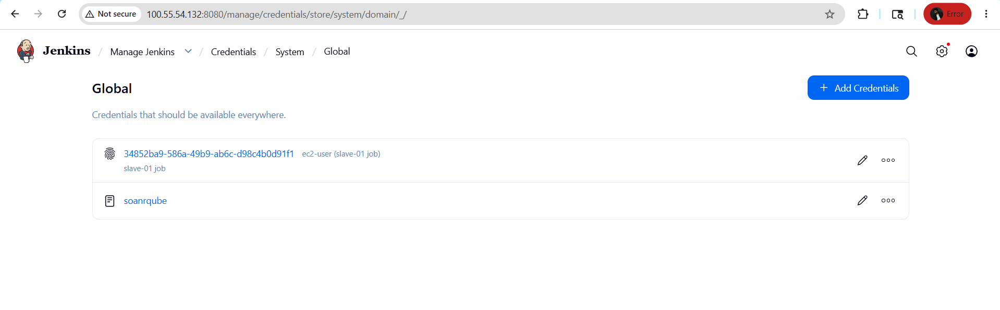 Not secure 100.55.54.132:8080/manage/credentials/store/system/domain/_/ Error
Jenkins / Manage Jenkins / Credentials / System / Global
Global
+ Add Credentials
Credentials that should be available everywhere.
34852ba9-586a-49b9-ab6c-d98c4b0d91f1 ec2-user (slave-01 job)
slave-01 job
soanrqube